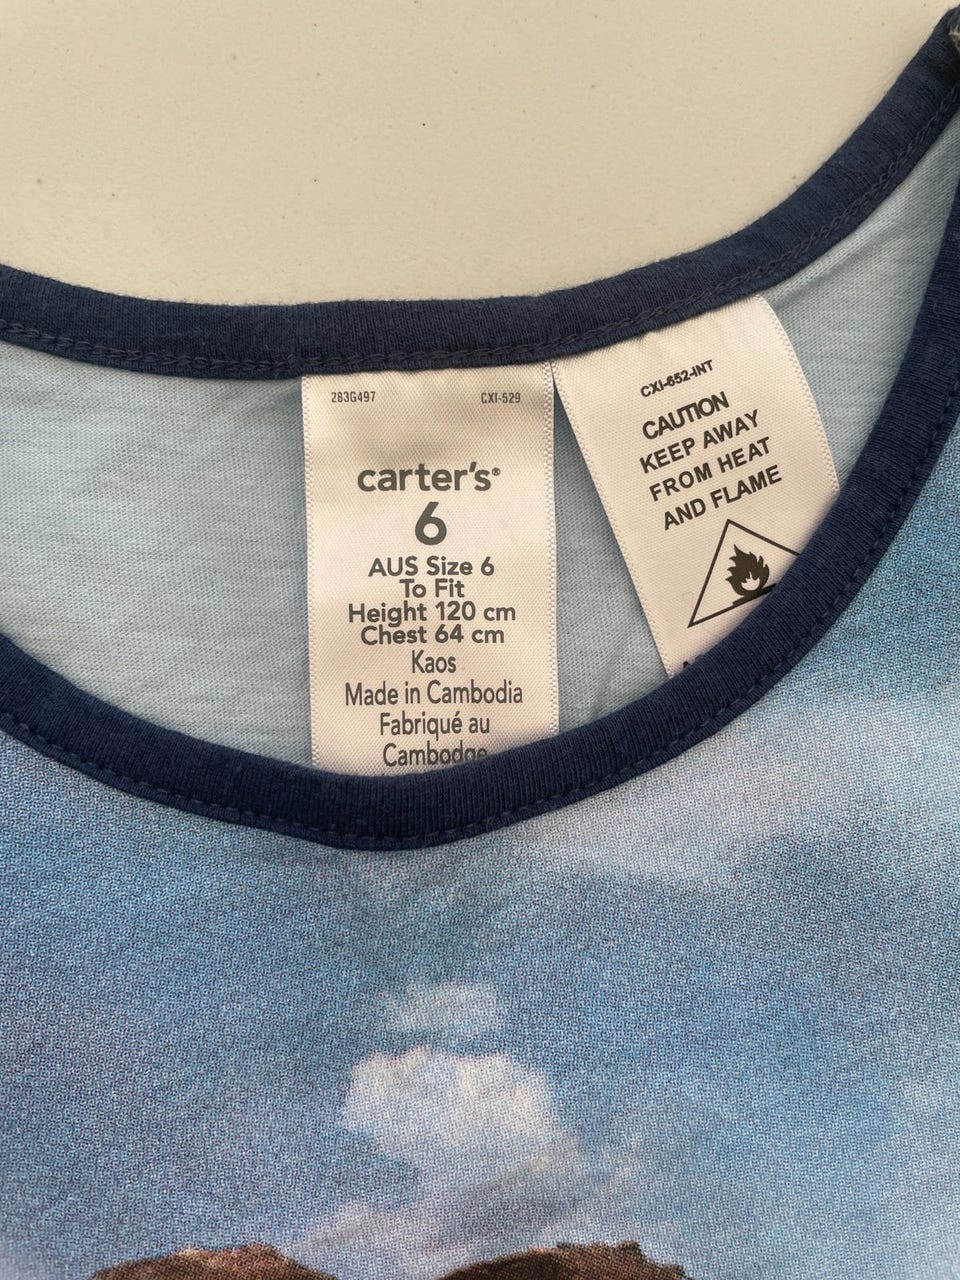 283G497 CXI-529
carter's®
6
AUS Size 6
To Fit
Height 120 cm
Chest 64 cm
Kaos
Made in Cambodia
Fabriqué au
Cambodge
CXI-652-INT
CAUTION
KEEP AWAY
FROM HEAT
AND FLAME